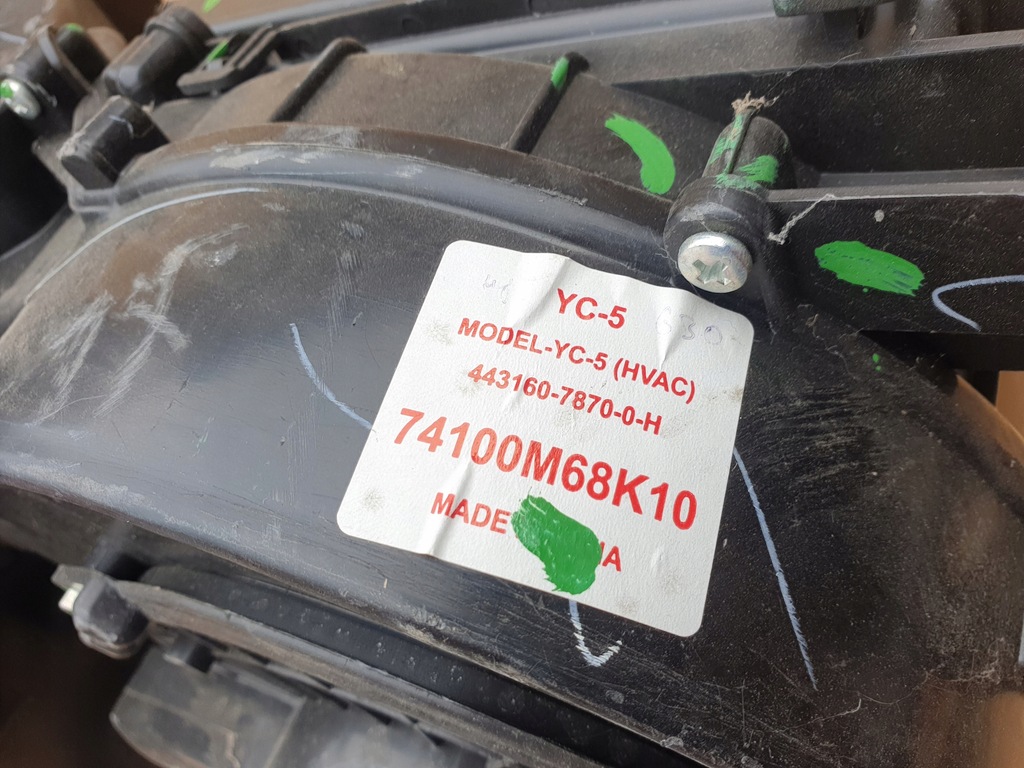 YC-5
MODEL-YC-5 (HVAC)
443160-7870-0-H
74100M68K10
MADE